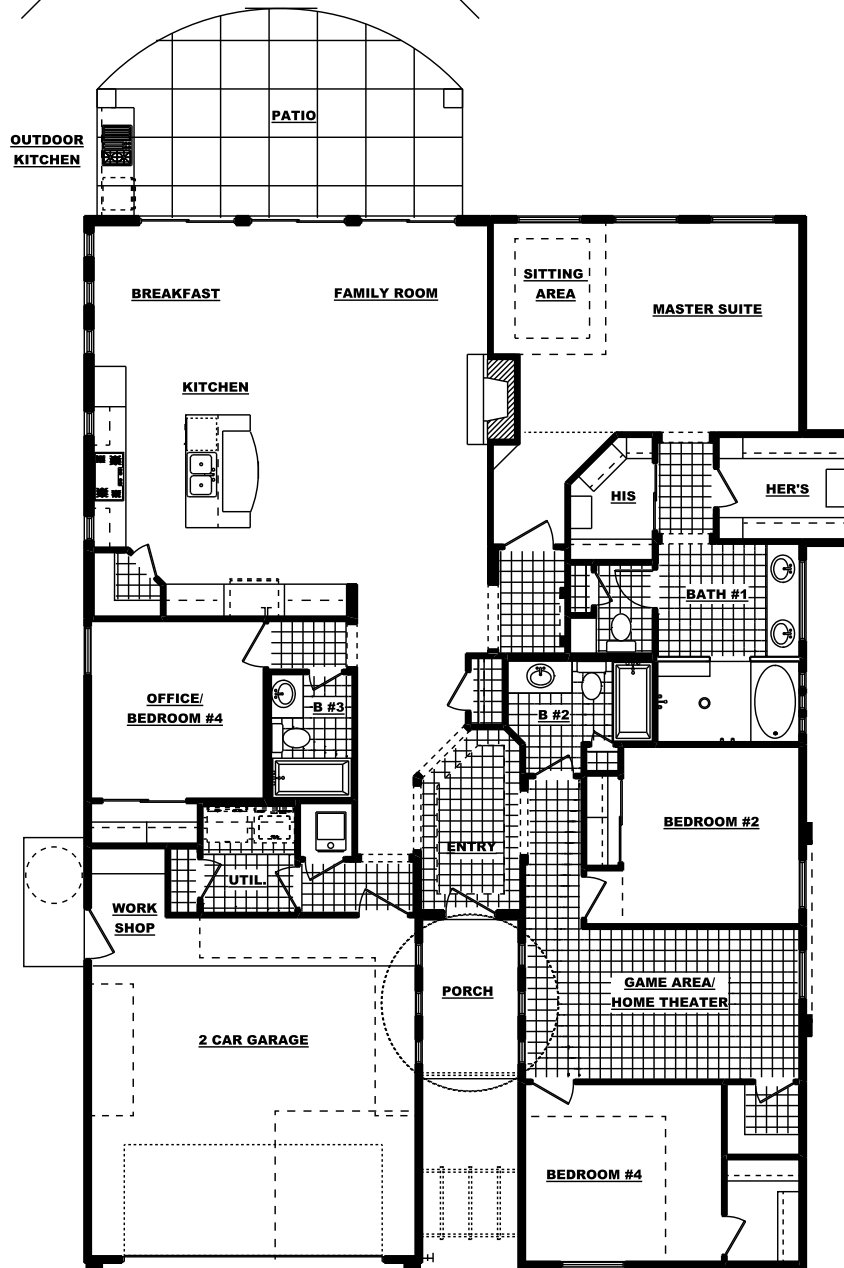 PATIO
OUTDOOR
KITCHEN
BREAKFAST
FAMILY ROOM
SITTING
AREA
MASTER SUITE
KITCHEN
HIS
HER'S
BATH #1
OFFICE/
BEDROOM #4
B #3
B #2
ENTRY
BEDROOM #2
UTIL.
WORK
SHOP
PORCH
GAME AREA/
HOME THEATER
2 CAR GARAGE
BEDROOM #4